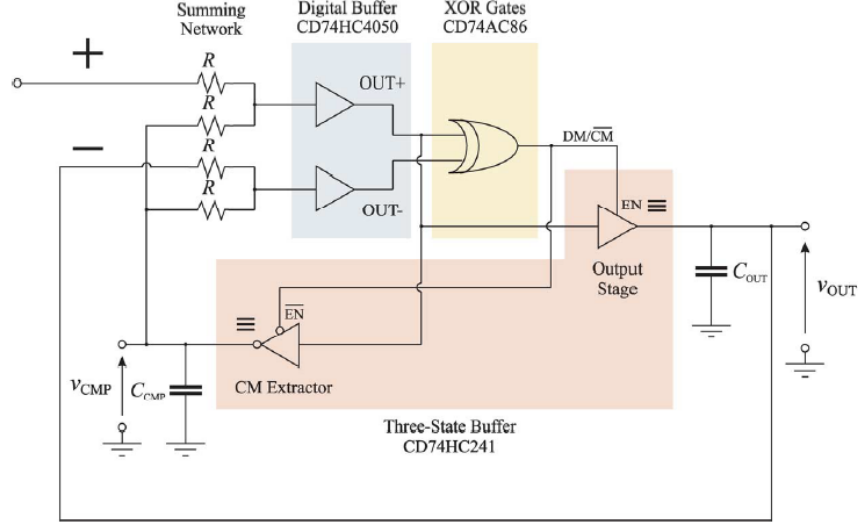 Summing
Network
Digital Buffer
CD74HC4050
XOR Gates
CD74AC86
+
R
R
−
R
R
OUT+
OUT-
DM/CM
EN
Output
Stage
C_OUT
v_OUT
EN
CM Extractor
v_CMP
C_CMP
Three-State Buffer
CD74HC241